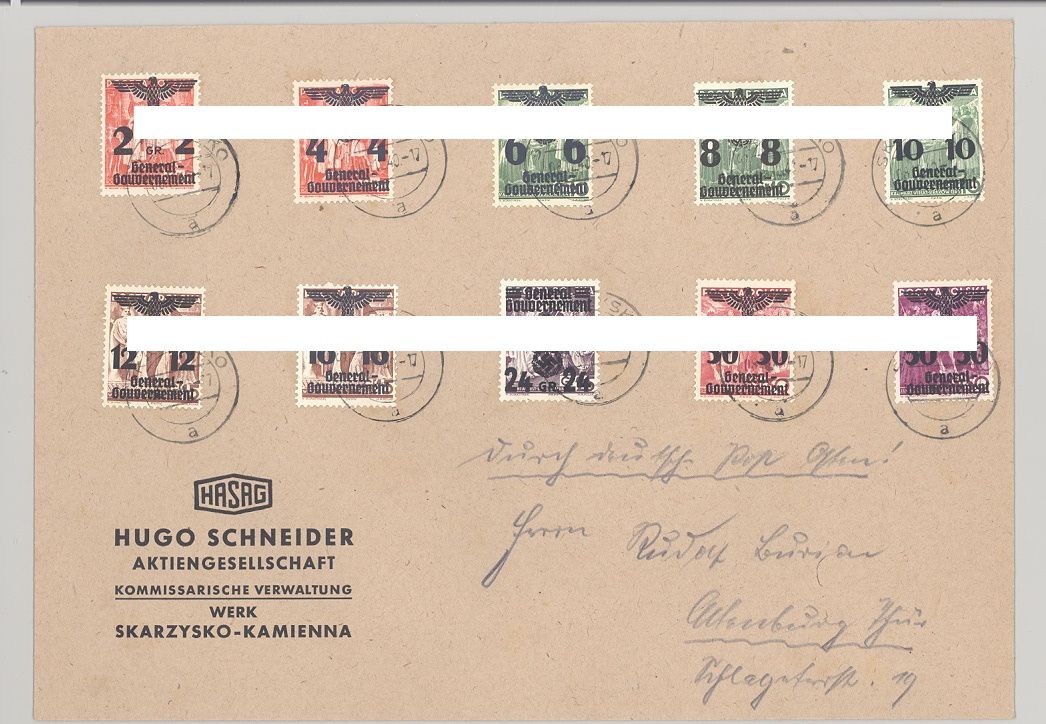 2 GR. 2
General-
Gouvernement
4 4
General-
Gouvernement
6 6
General-
Gouvernement
8 8
General-
Gouvernement
10 10
General-
Gouvernement
12 12
General-
Gouvernement
16 16
General-
Gouvernement
General-
Gouvernement
24 GR. 24
30 30
General-
Gouvernement
50 50
General-
Gouvernement
Durch deutsche Post Osten!
HASAG
HUGO SCHNEIDER
AKTIENGESELLSCHAFT
KOMMISSARISCHE VERWALTUNG
WERK
SKARZYSKO-KAMIENNA
Herrn Rudolf Burian
Altenburg Thür
Schlageterstr. 19